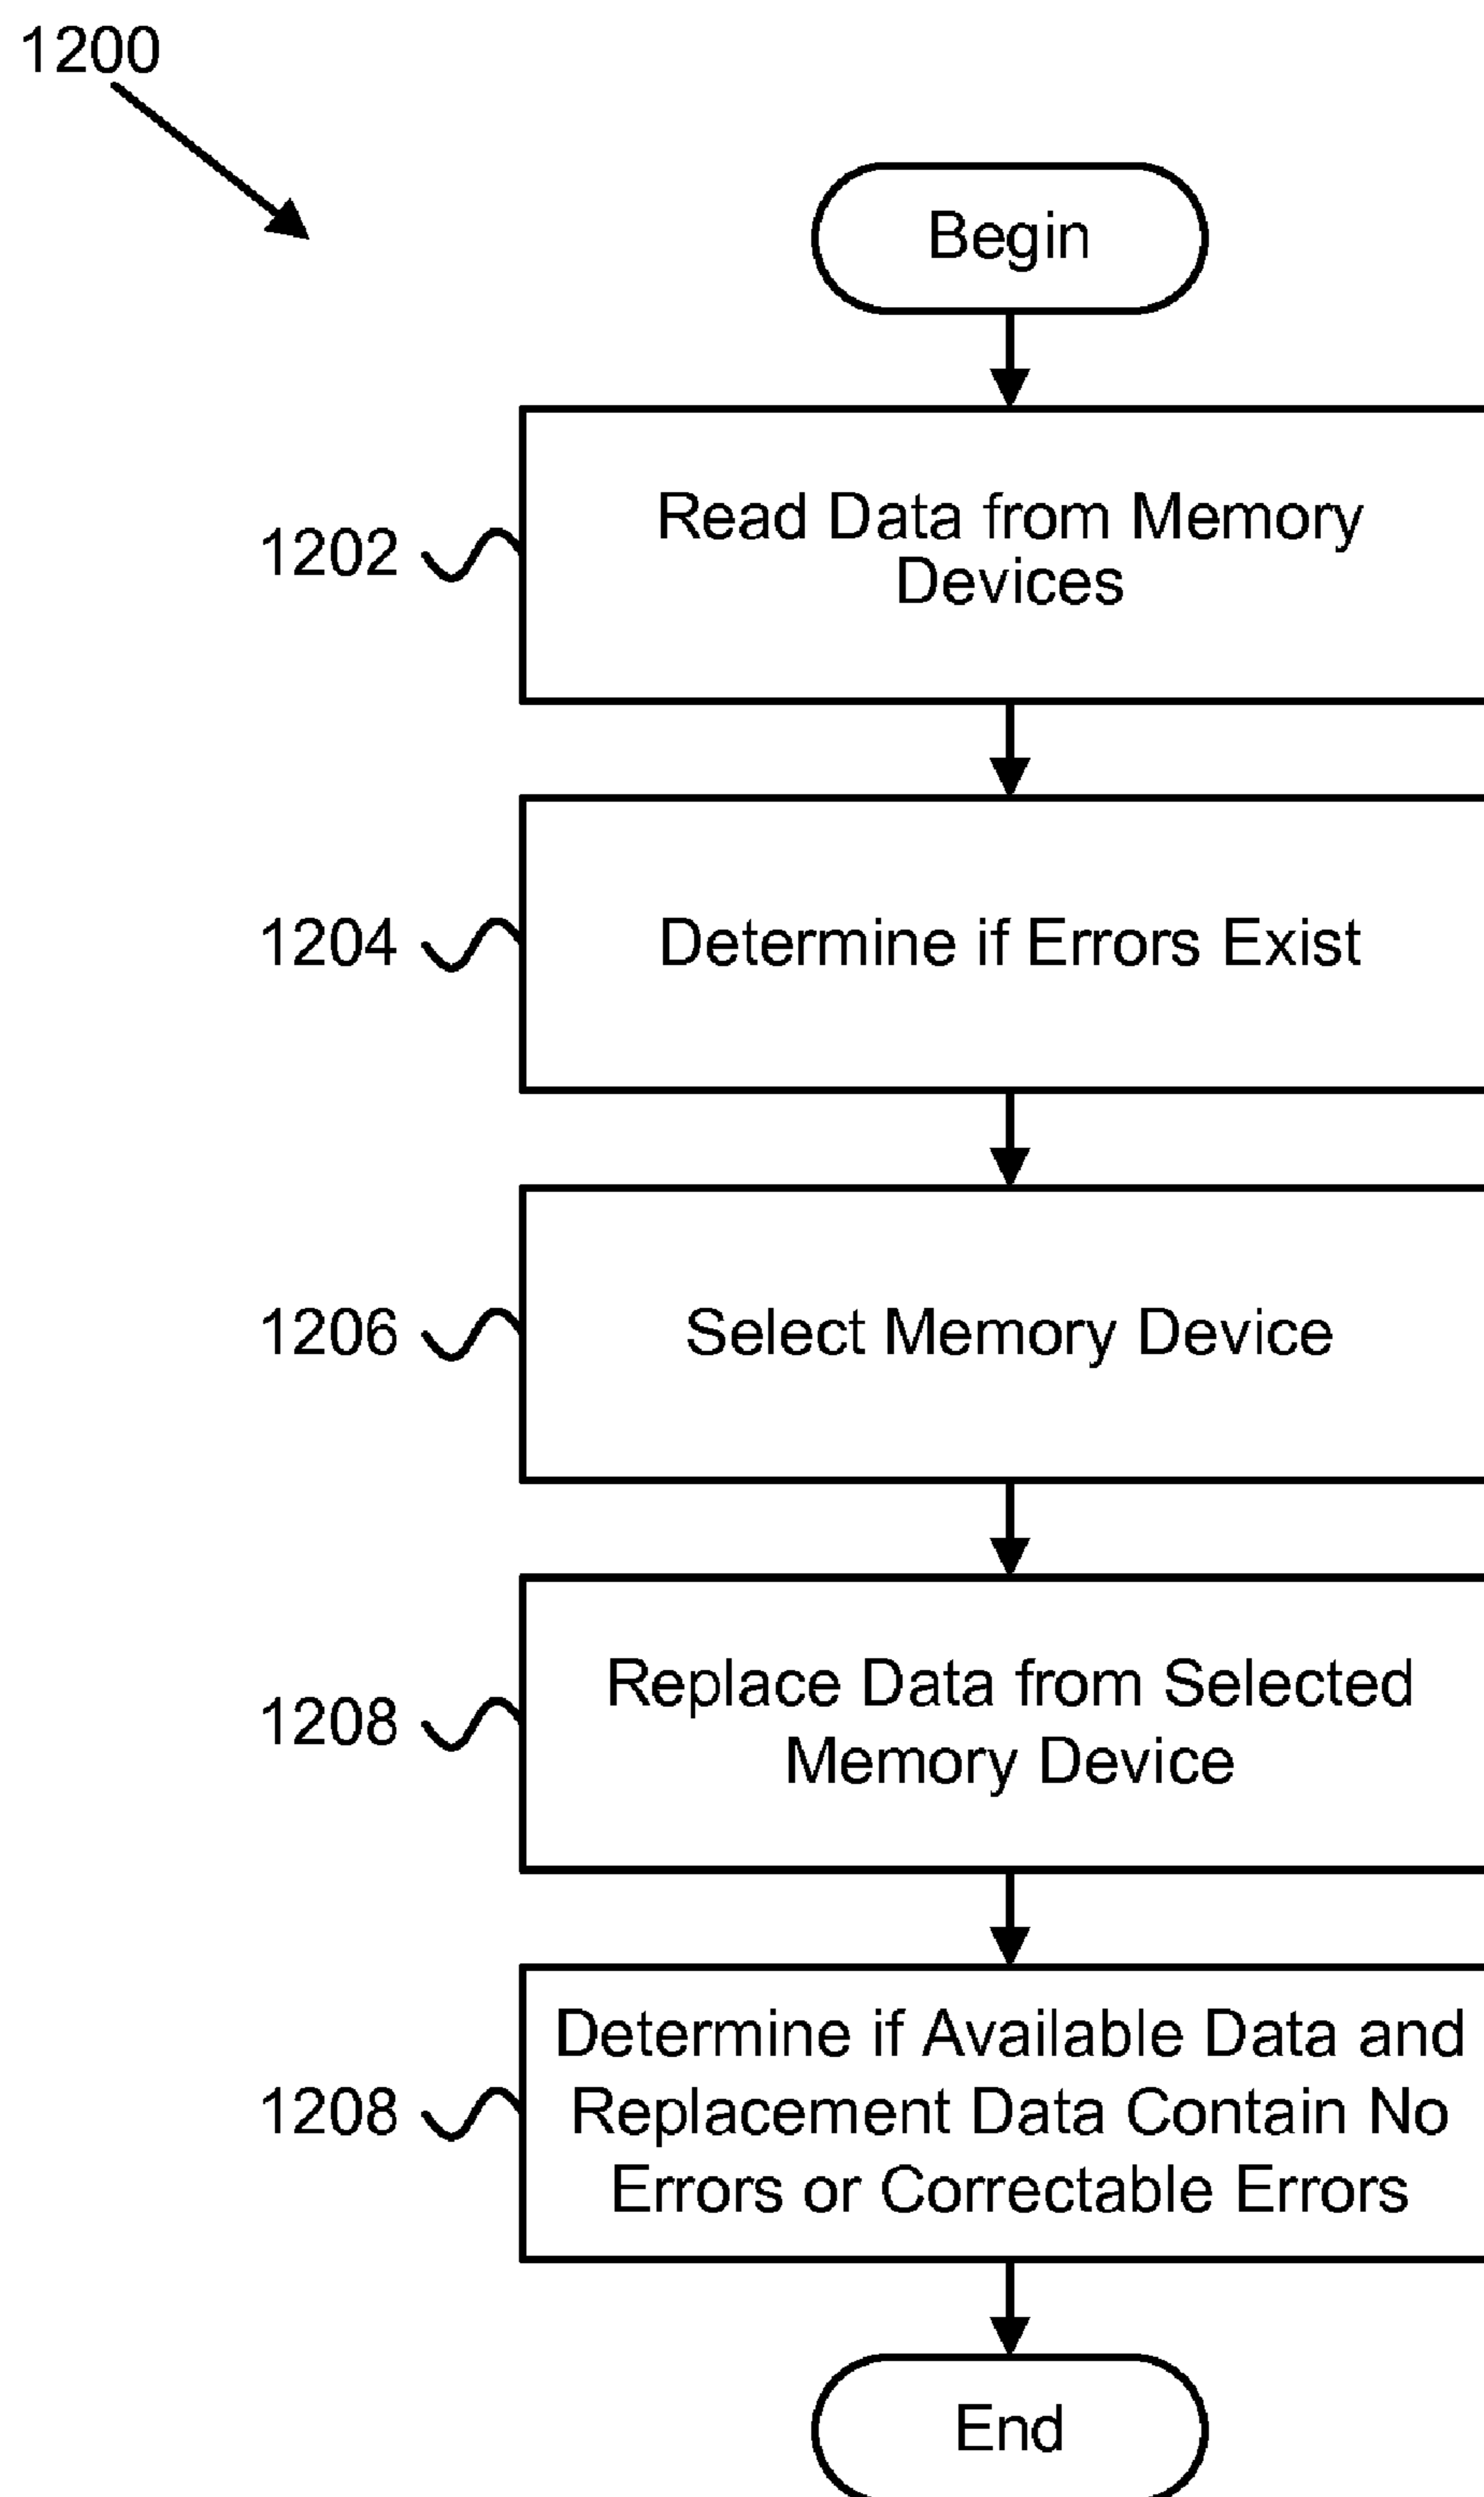 1200
Begin
1202
Read Data from Memory
Devices
1204
Determine if Errors Exist
1206
Select Memory Device
1208
Replace Data from Selected
Memory Device
1208
Determine if Available Data and
Replacement Data Contain No
Errors or Correctable Errors
End